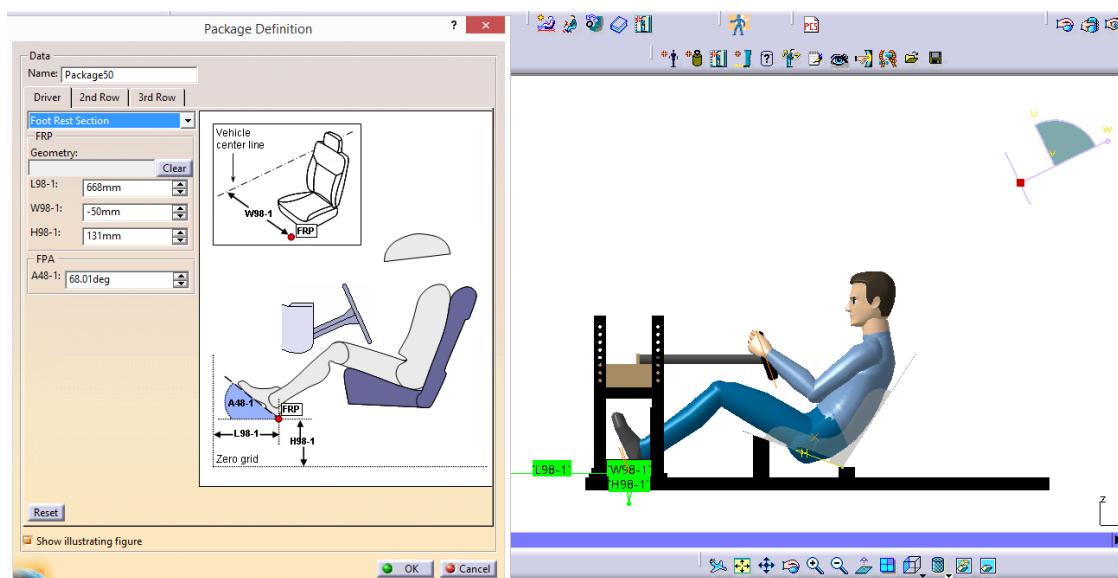 Package Definition
?
×
Data
Name: Package50
Driver
2nd Row
3rd Row
Foot Rest Section
FRP
Geometry:
Clear
L98-1: 668mm
W98-1: -50mm
H98-1: 131mm
FPA
A48-1: 68.01deg
Vehicle
center line
W98-1
FRP
A48-1
FRP
L98-1
H98-1
Zero grid
Reset
Show illustrating figure
OK
Cancel
PCS
u
w
v
H
`L98-1`
`W98-1`
`H98-1`
z